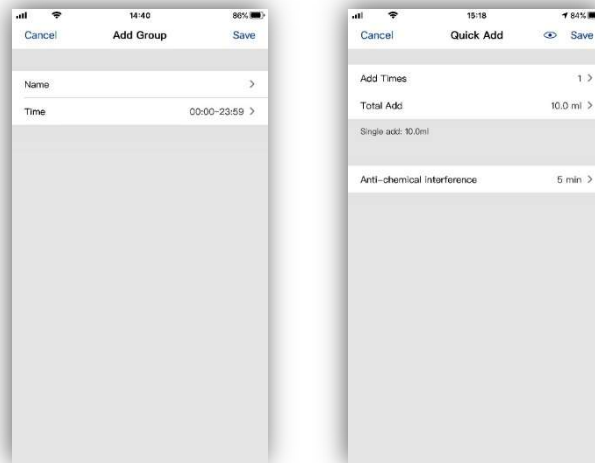 14:40
86%
Cancel
Add Group
Save
Name
Time
00:00-23:59
15:18
84%
Cancel
Quick Add
Save
Add Times
1
Total Add
10.0 ml
Single add: 10.0ml
Anti-chemical interference
5 min